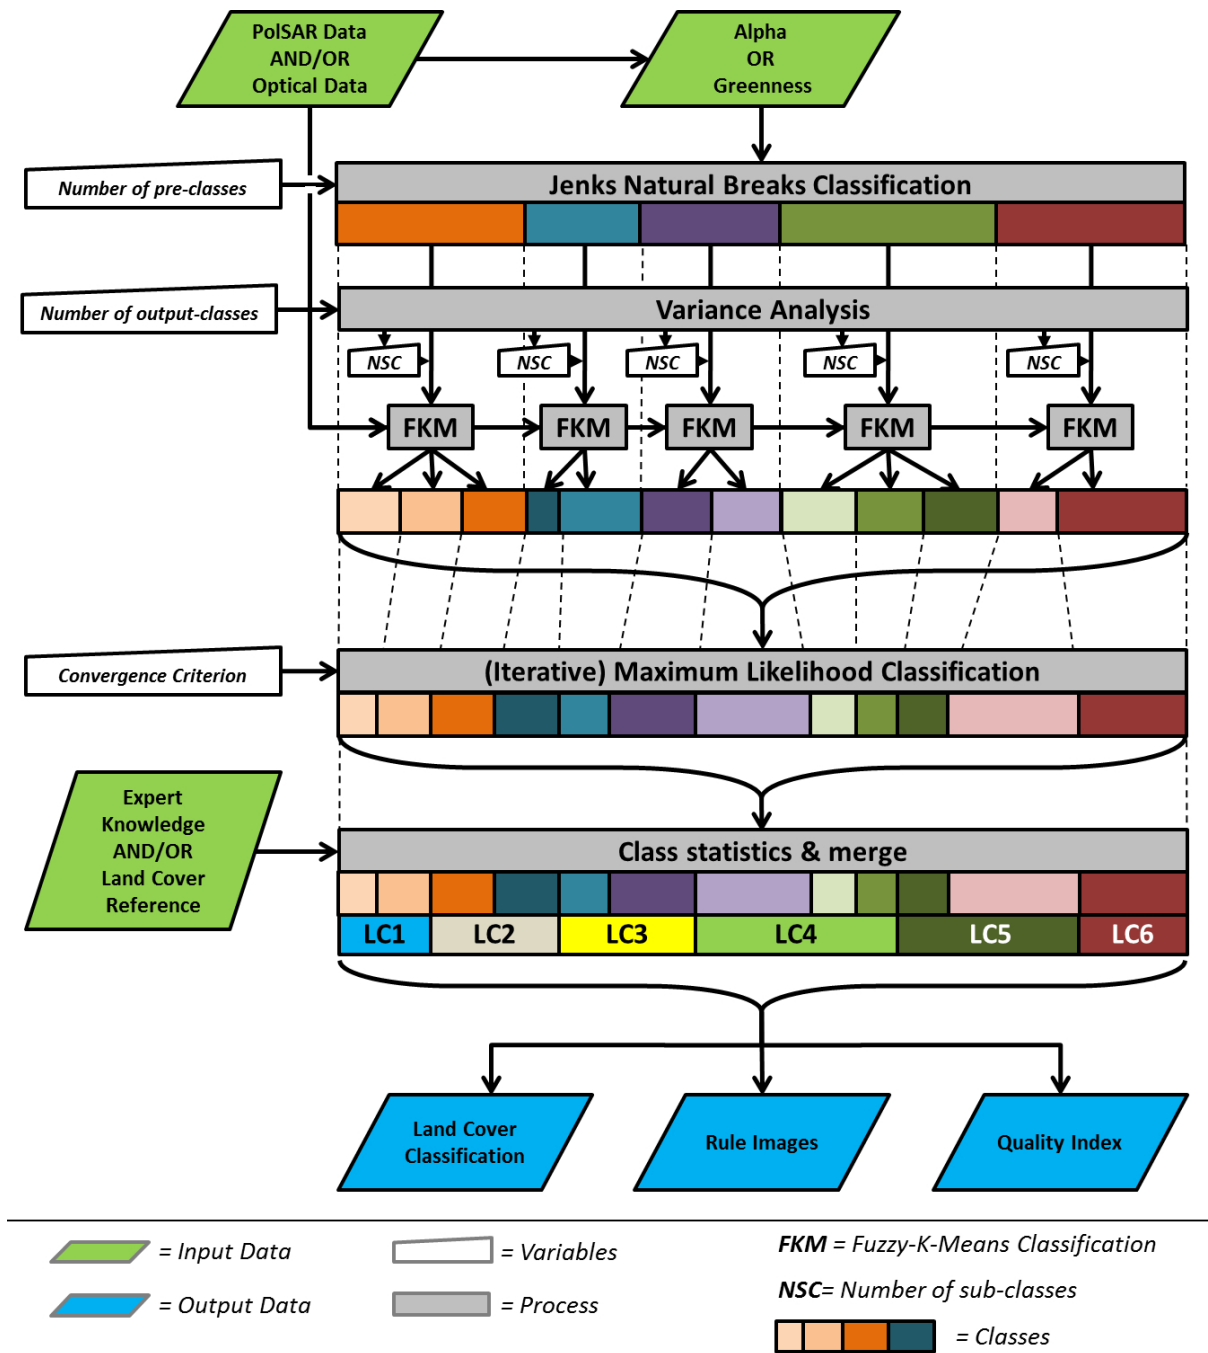 PolSAR Data
AND/OR
Optical Data
Alpha
OR
Greenness
Number of pre-classes
Jenks Natural Breaks Classification
Number of output-classes
Variance Analysis
NSC
NSC
NSC
NSC
NSC
FKM
FKM
FKM
FKM
FKM
Convergence Criterion
(Iterative) Maximum Likelihood Classification
Expert
Knowledge
AND/OR
Land Cover
Reference
Class statistics & merge
LC1
LC2
LC3
LC4
LC5
LC6
Land Cover
Classification
Rule Images
Quality Index
= Input Data
= Variables
FKM = Fuzzy-K-Means Classification
= Output Data
= Process
NSC= Number of sub-classes
= Classes